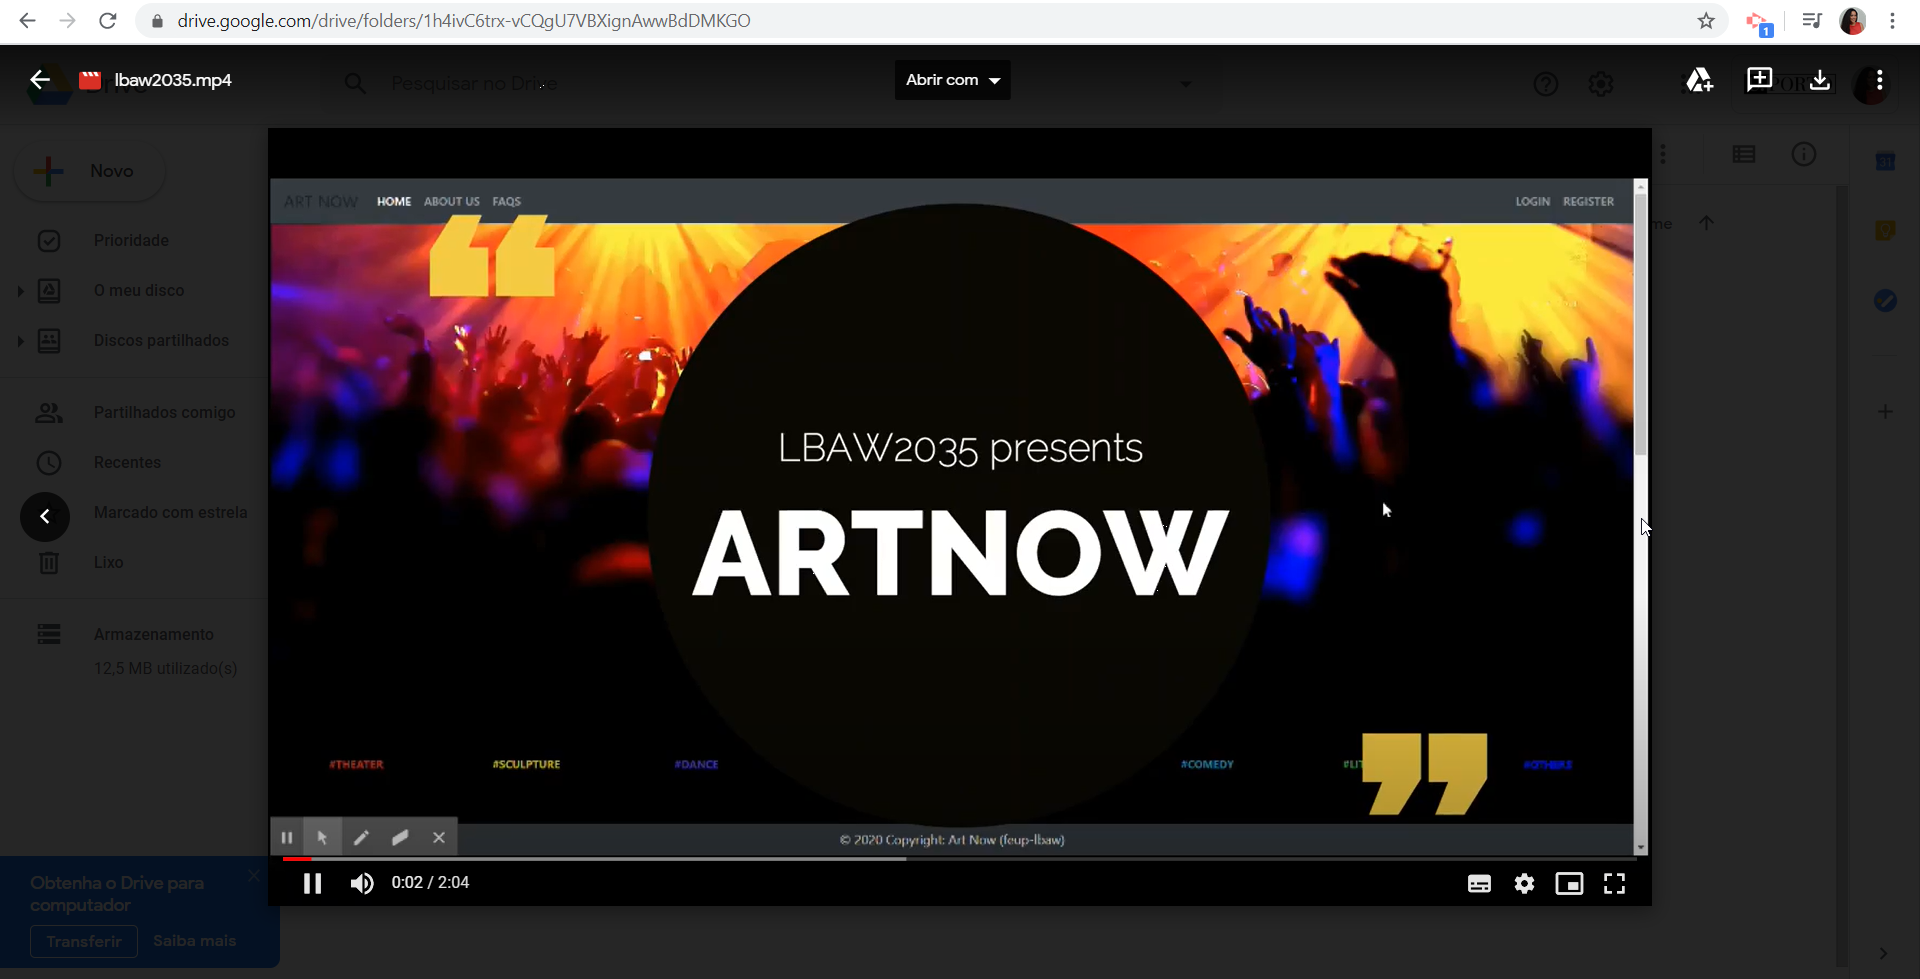 drive.google.com/drive/folders/1h4ivC6trx-vCQgU7VBXignAwwBdDMKGO
1
lbaw2035.mp4
Pesquisar no Drive
Abrir com
Novo
Prioridade
O meu disco
Discos partilhados
Partilhados comigo
Recentes
Marcado com estrela
Lixo
Armazenamento
12,5 MB utilizado(s)
Obtenha o Drive para
computador
Transferir Saiba mais
ART NOW HOME ABOUT US FAQS LOGIN REGISTER
“
LBAW2035 presents
ARTNOW
#THEATER #SCULPTURE #DANCE #COMEDY #LIT #OTHERS
”
© 2020 Copyright: Art Now (feup-lbaw)
0:02 / 2:04